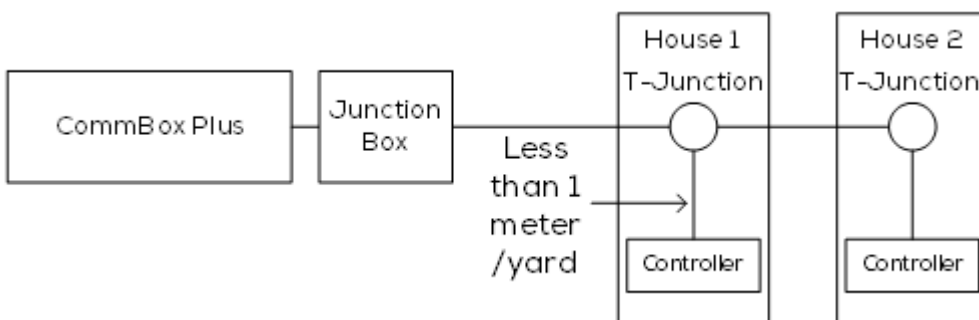 CommBox Plus
Junction
Box
Less
than 1
meter
/yard
House 1
T-Junction
Controller
House 2
T-Junction
Controller